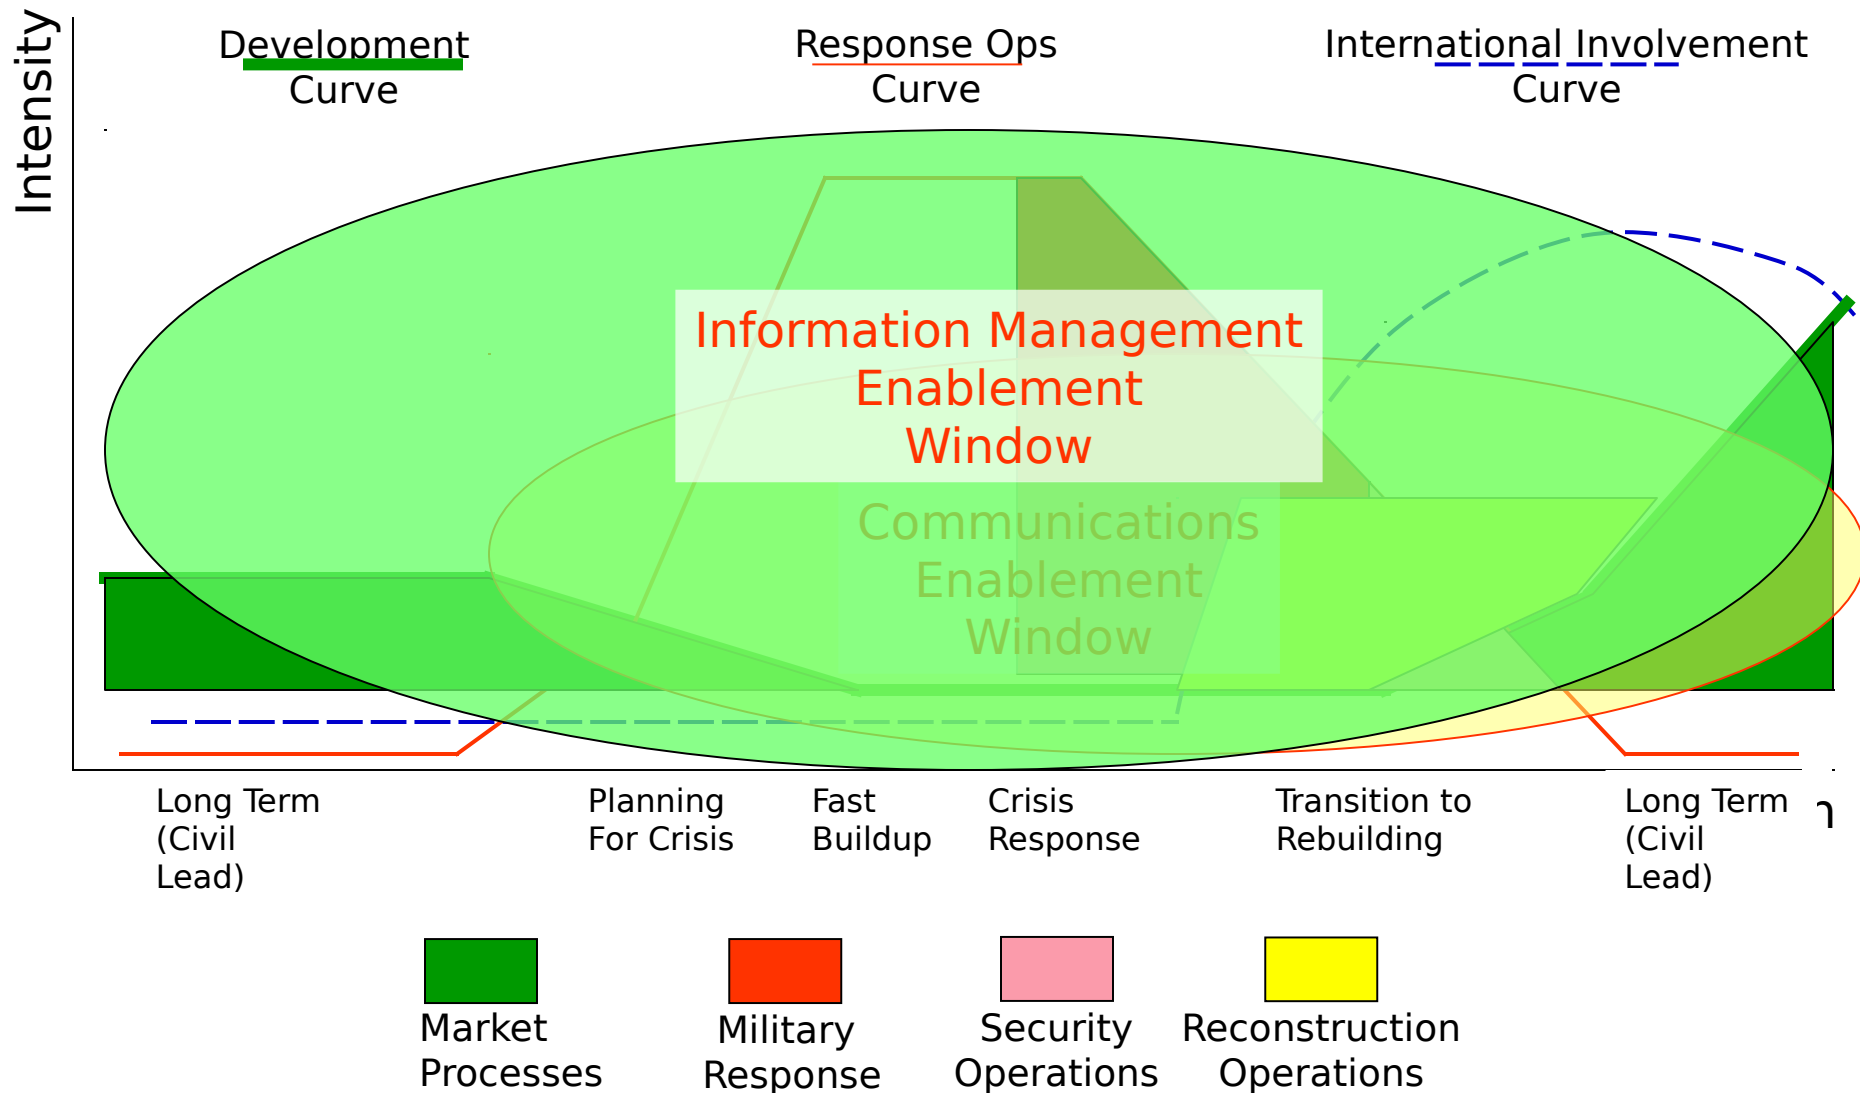 Intensity
Development
Curve
Response Ops
Curve
International Involvement
Curve
Information Management
Enablement
Window
Communications
Enablement
Window
Long Term
(Civil
Lead)
Planning
For Crisis
Fast
Buildup
Crisis
Response
Transition to
Rebuilding
Long Term
(Civil
Lead)
Market
Processes
Military
Response
Security
Operations
Reconstruction
Operations